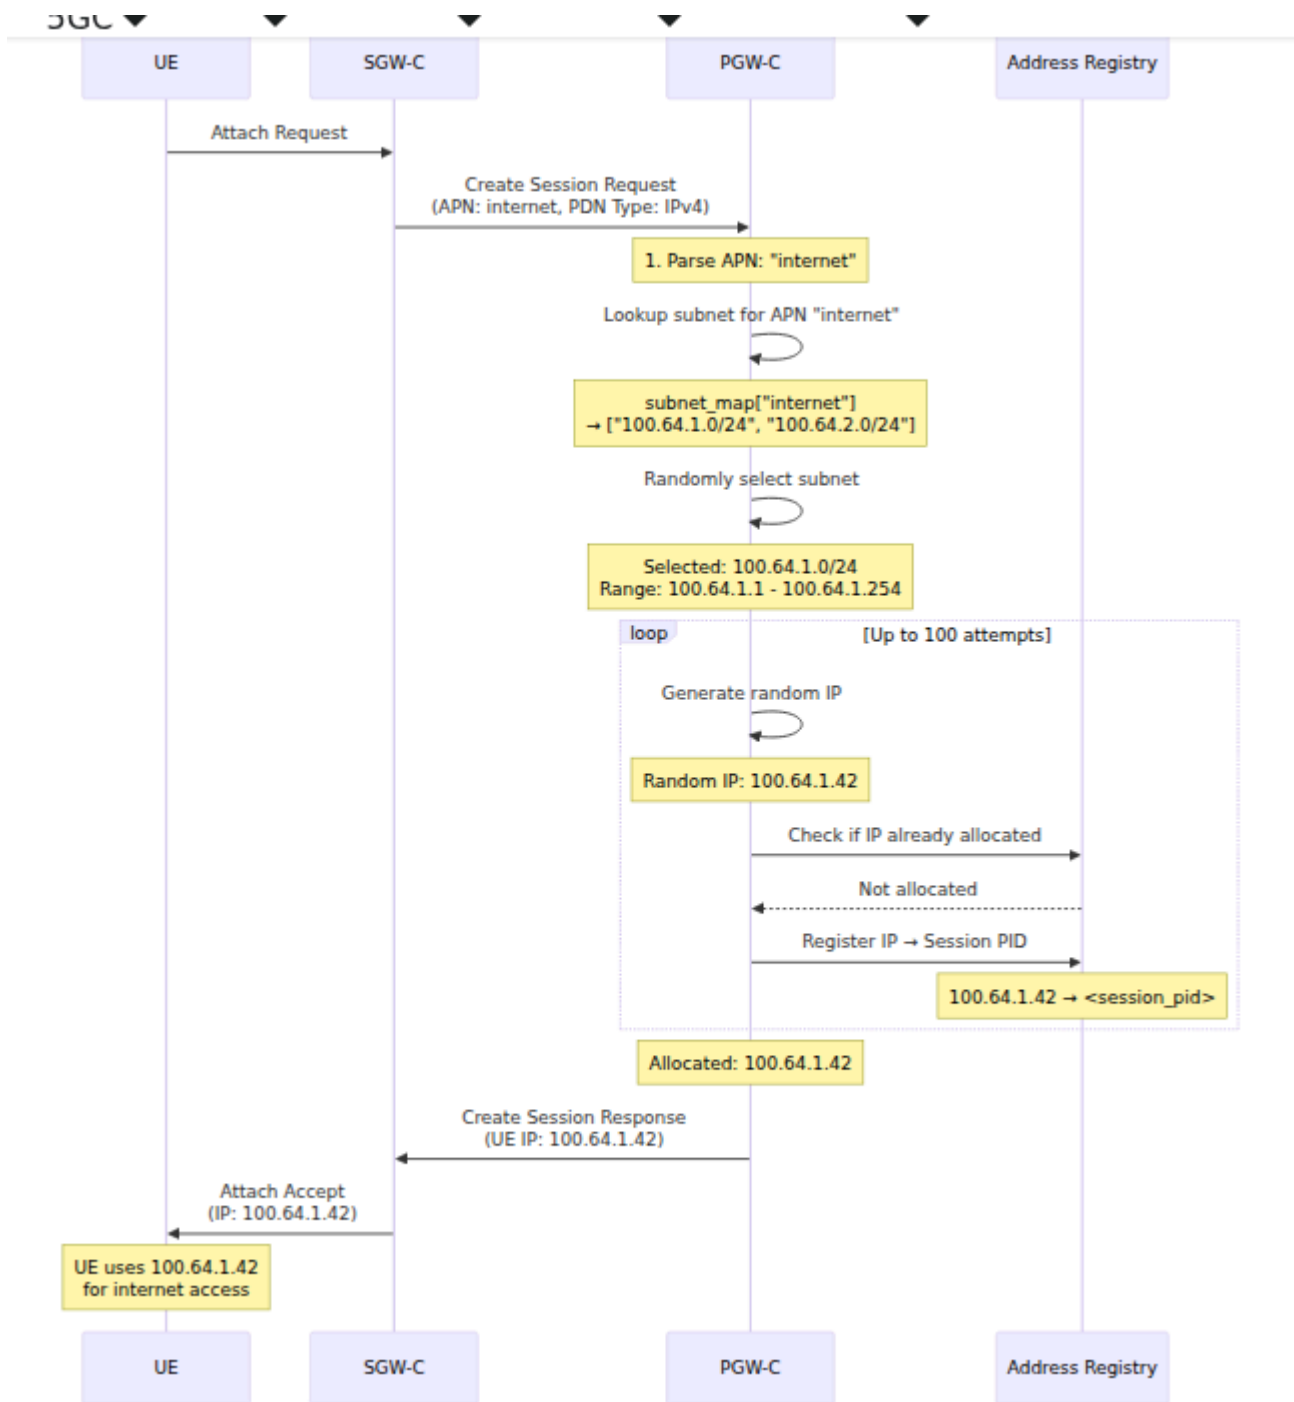 5GC
UE
SGW-C
PGW-C
Address Registry
Attach Request
Create Session Request
(APN: internet, PDN Type: IPv4)
1. Parse APN: "internet"
Lookup subnet for APN "internet"
subnet_map["internet"]
→ ["100.64.1.0/24", "100.64.2.0/24"]
Randomly select subnet
Selected: 100.64.1.0/24
Range: 100.64.1.1 - 100.64.1.254
loop
[Up to 100 attempts]
Generate random IP
Random IP: 100.64.1.42
Check if IP already allocated
Not allocated
Register IP → Session PID
100.64.1.42 → <session_pid>
Allocated: 100.64.1.42
Create Session Response
(UE IP: 100.64.1.42)
Attach Accept
(IP: 100.64.1.42)
UE uses 100.64.1.42
for internet access
UE
SGW-C
PGW-C
Address Registry